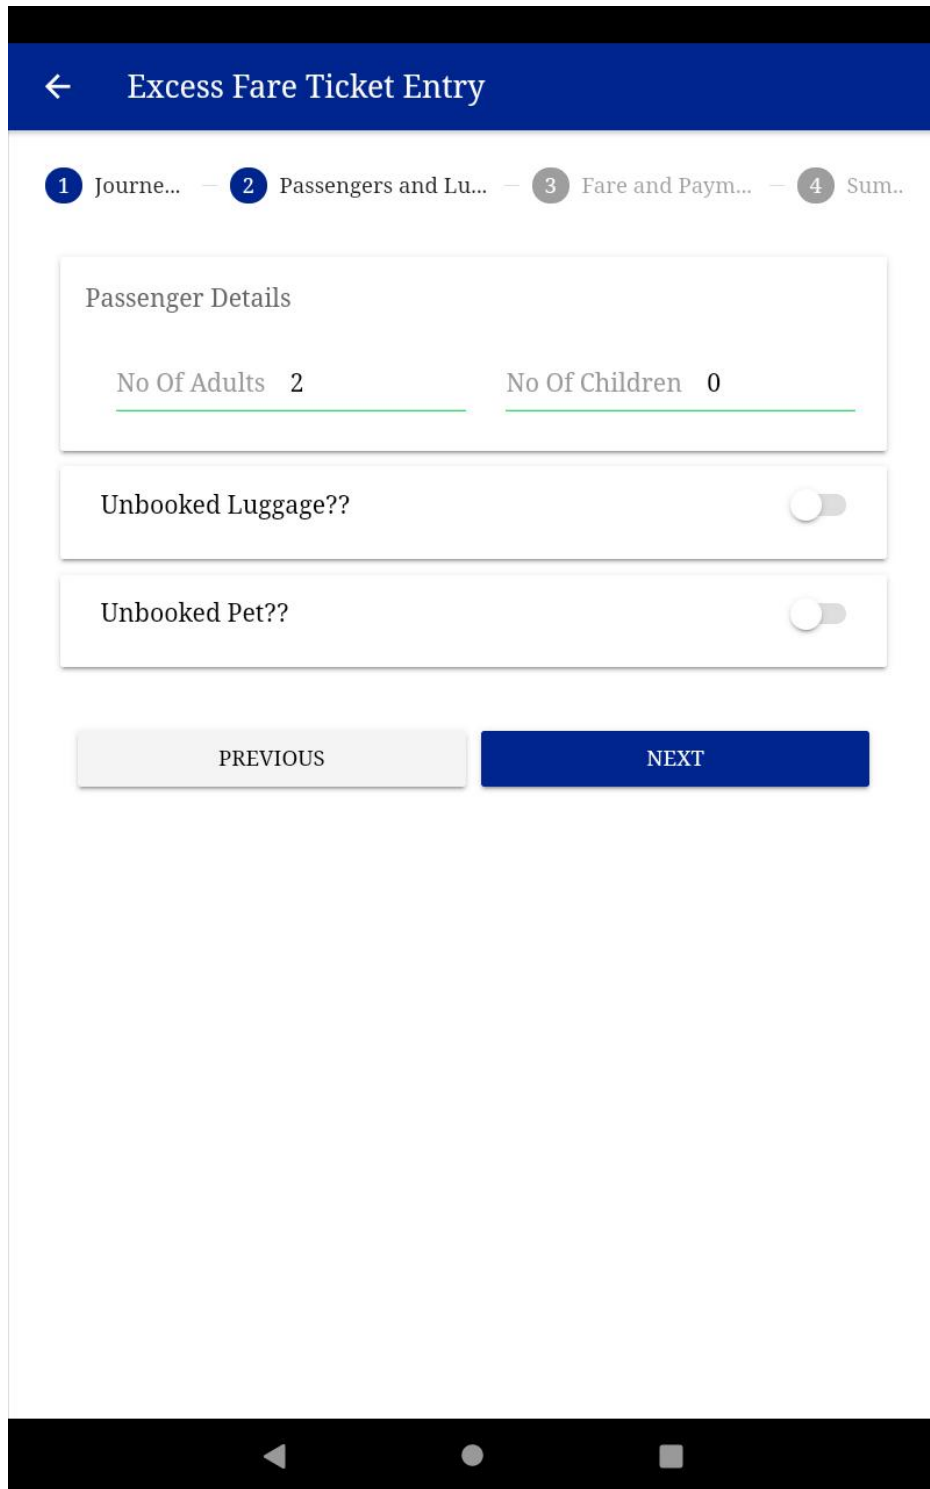 Excess Fare Ticket Entry
1 Journe... 2 Passengers and Lu... 3 Fare and Paym... 4 Sum..
Passenger Details
No Of Adults 2 No Of Children 0
Unbooked Luggage??
Unbooked Pet??
PREVIOUS NEXT